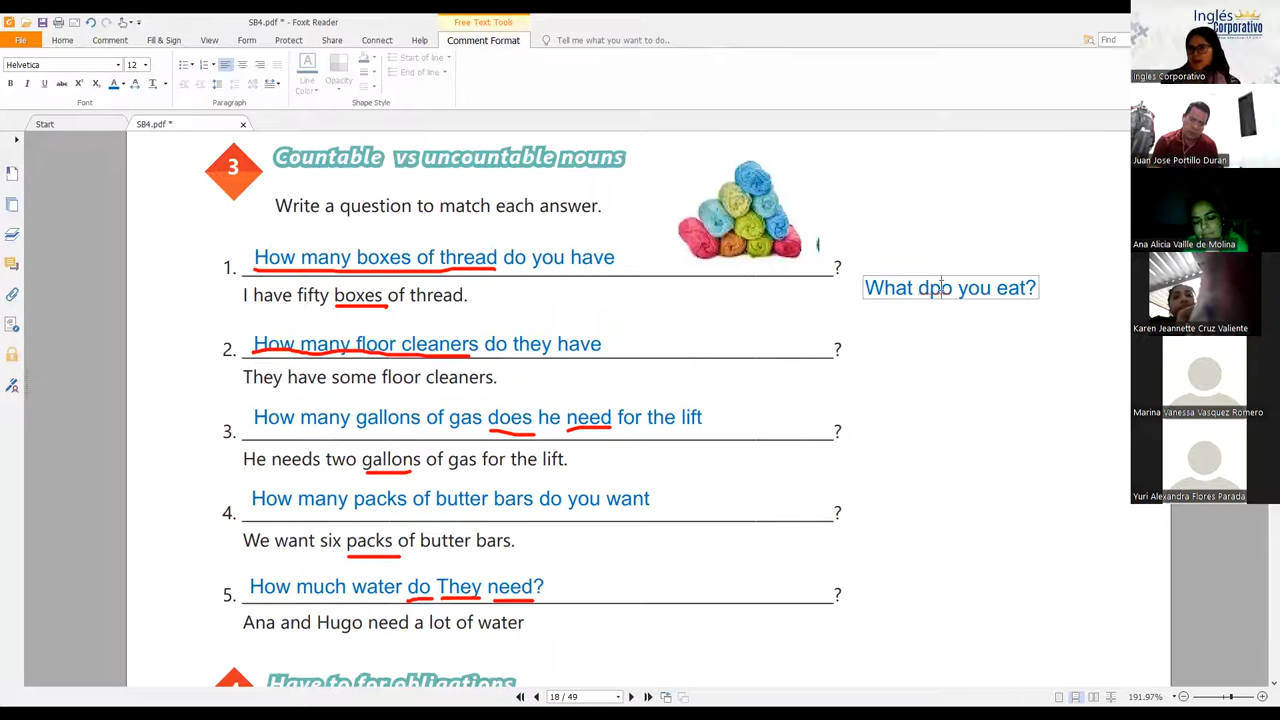 SB4.pdf * - Foxit Reader
Free Text Tools
File Home Comment Fill & Sign View Form Protect Share Connect Help Comment Format Tell me what you want to do.. Find
Helvetica 12
Line Color
Opacity
Start of line
End of line
Font Paragraph Shape Style
Start SB4.pdf *
3 Countable vs uncountable nouns
Write a question to match each answer.
1. How many boxes of thread do you have ?
I have fifty boxes of thread.
What dpo you eat?
2. How many floor cleaners do they have ?
They have some floor cleaners.
3. How many gallons of gas does he need for the lift ?
He needs two gallons of gas for the lift.
4. How many packs of butter bars do you want ?
We want six packs of butter bars.
5. How much water do They need? ?
Ana and Hugo need a lot of water
Have to for obligations
18 / 49
191.97%
Inglés Corporativo
Ingles Corporativo
Juan Jose Portillo Duran
Ana Alicia Vallle de Molina
Karen Jeannette Cruz Valiente
Marina Vanessa Vasquez Romero
Yuri Alexandra Flores Parada